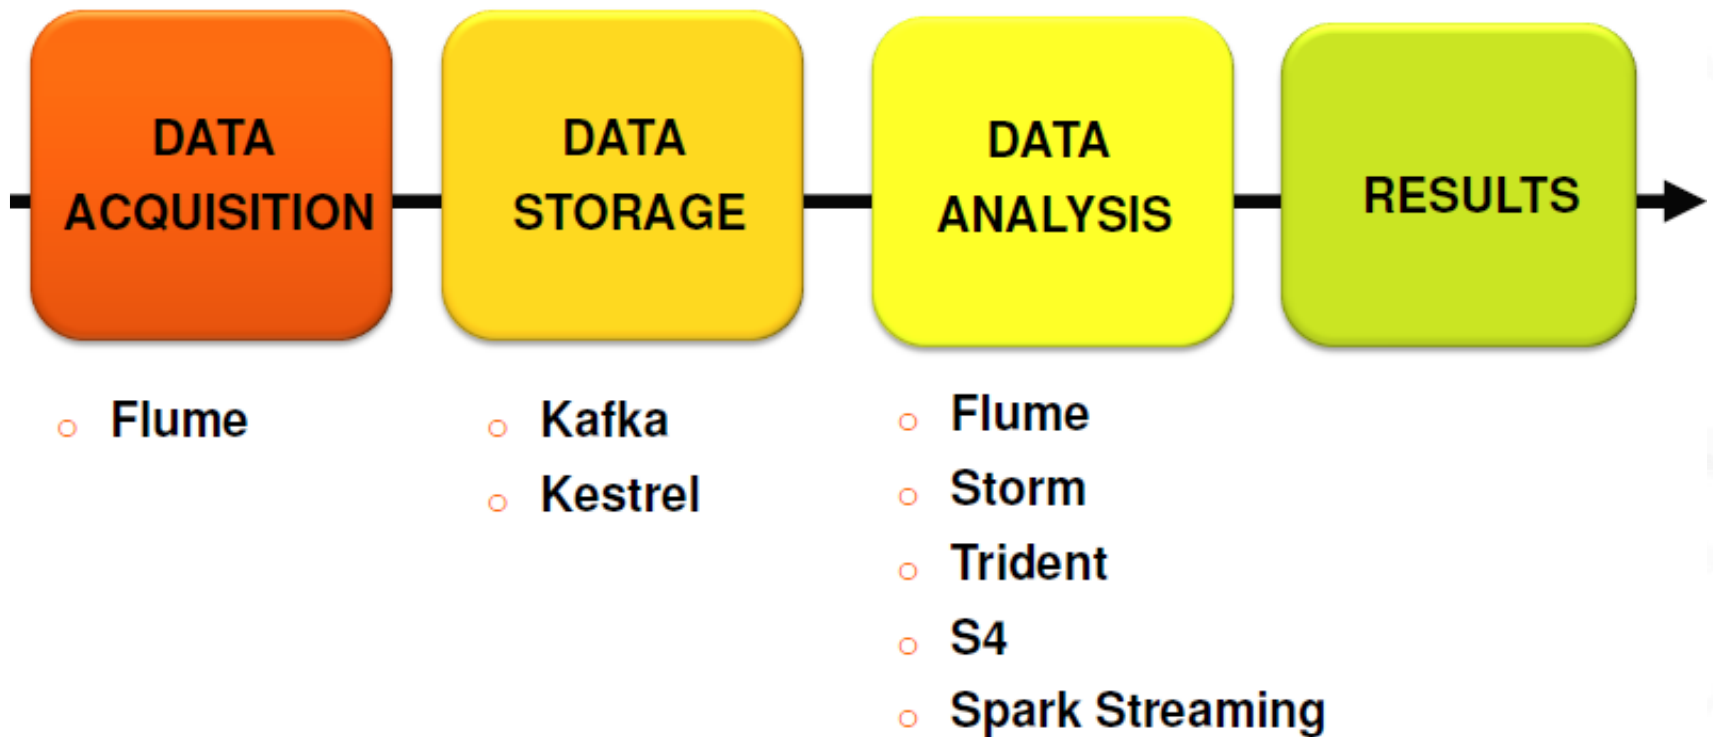 DATA
ACQUISITION
DATA
STORAGE
DATA
ANALYSIS
RESULTS
Flume
Kafka
Kestrel
Flume
Storm
Trident
S4
Spark Streaming